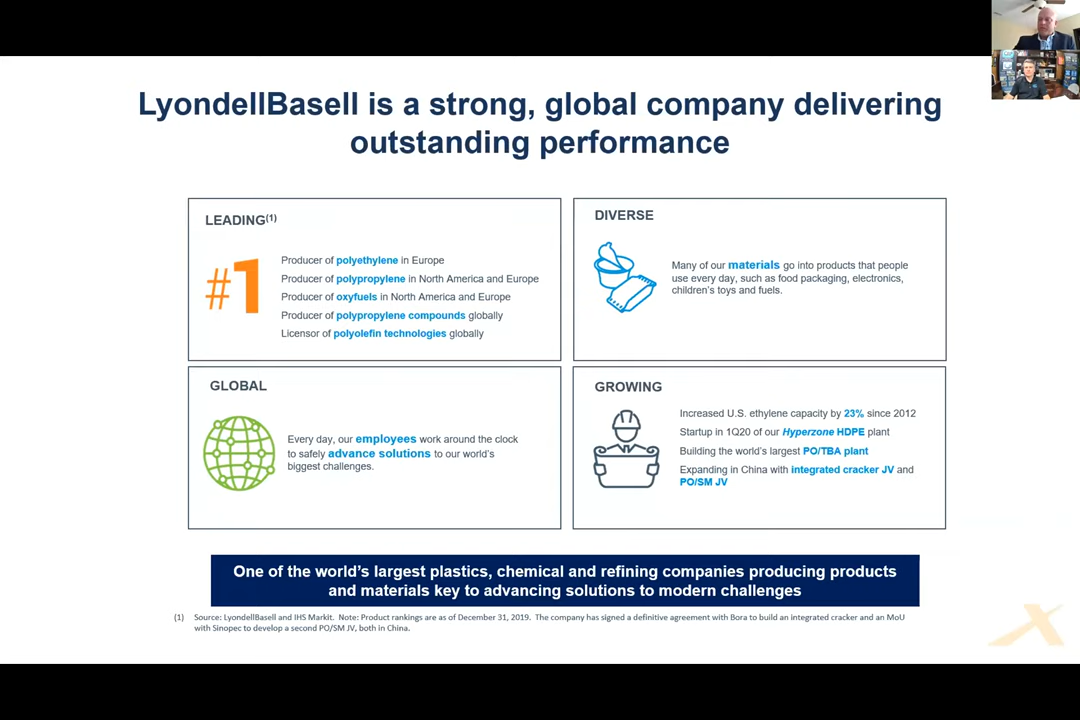 LyondellBasell is a strong, global company delivering
outstanding performance
LEADING(1)
#1
Producer of polyethylene in Europe
Producer of polypropylene in North America and Europe
Producer of oxyfuels in North America and Europe
Producer of polypropylene compounds globally
Licensor of polyolefin technologies globally
DIVERSE
Many of our materials go into products that people
use every day, such as food packaging, electronics,
children's toys and fuels.
GLOBAL
Every day, our employees work around the clock
to safely advance solutions to our world's
biggest challenges.
GROWING
Increased U.S. ethylene capacity by 23% since 2012
Startup in 1Q20 of our Hyperzone HDPE plant
Building the world's largest PO/TBA plant
Expanding in China with integrated cracker JV and
PO/SM JV
One of the world's largest plastics, chemical and refining companies producing products
and materials key to advancing solutions to modern challenges
(1) Source: LyondellBasell and IHS Markit. Note: Product rankings are as of December 31, 2019. The company has signed a definitive agreement with Bora to build an integrated cracker and an MoU
with Sinopec to develop a second PO/SM JV, both in China.